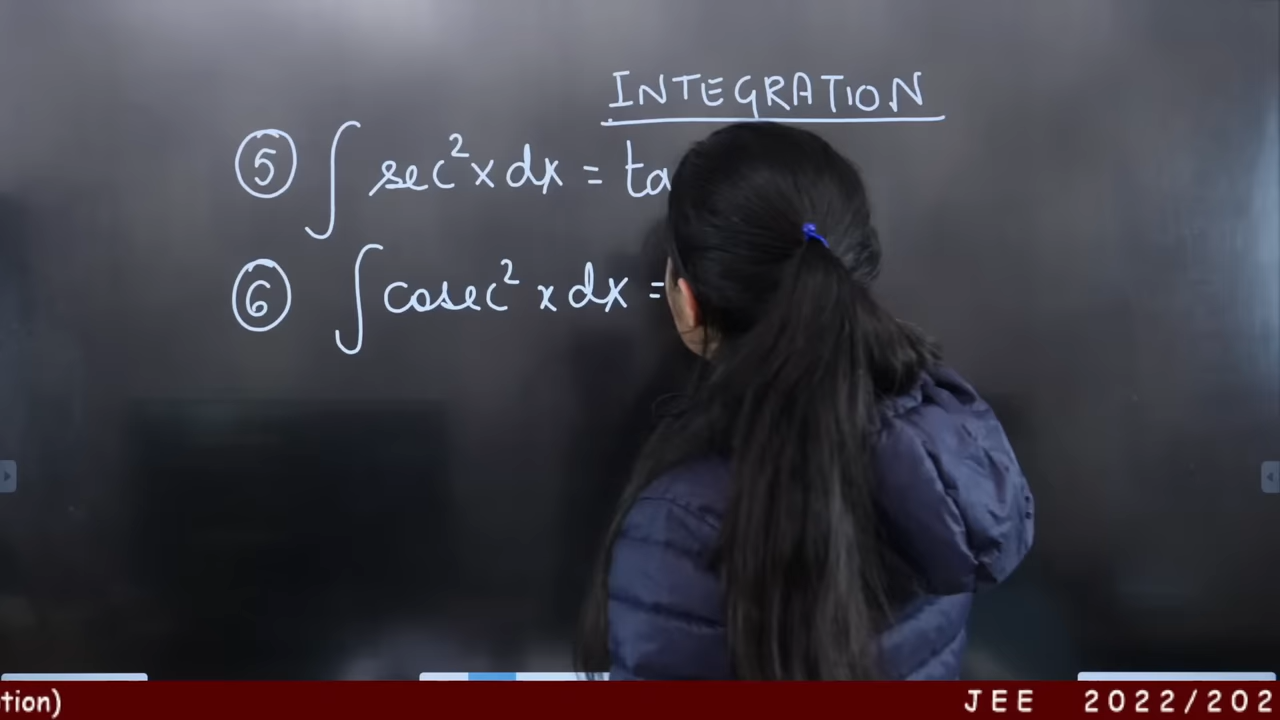 INTEGRATION
⑤ ∫ sec²x dx = ta
⑥ ∫ cosec² x dx =
tion) JEE 2022/202